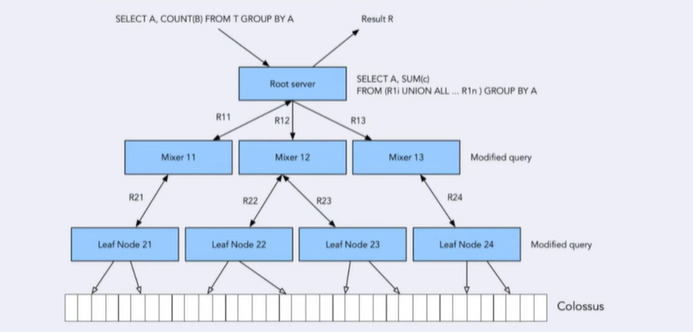 SELECT A, COUNT(B) FROM T GROUP BY A
Result R
Root server
SELECT A, SUM(c)
FROM (R1i UNION ALL ... R1n ) GROUP BY A
R11
R12
R13
Mixer 11
Mixer 12
Mixer 13
Modified query
R21
R22
R23
R24
Leaf Node 21
Leaf Node 22
Leaf Node 23
Leaf Node 24
Modified query
Colossus